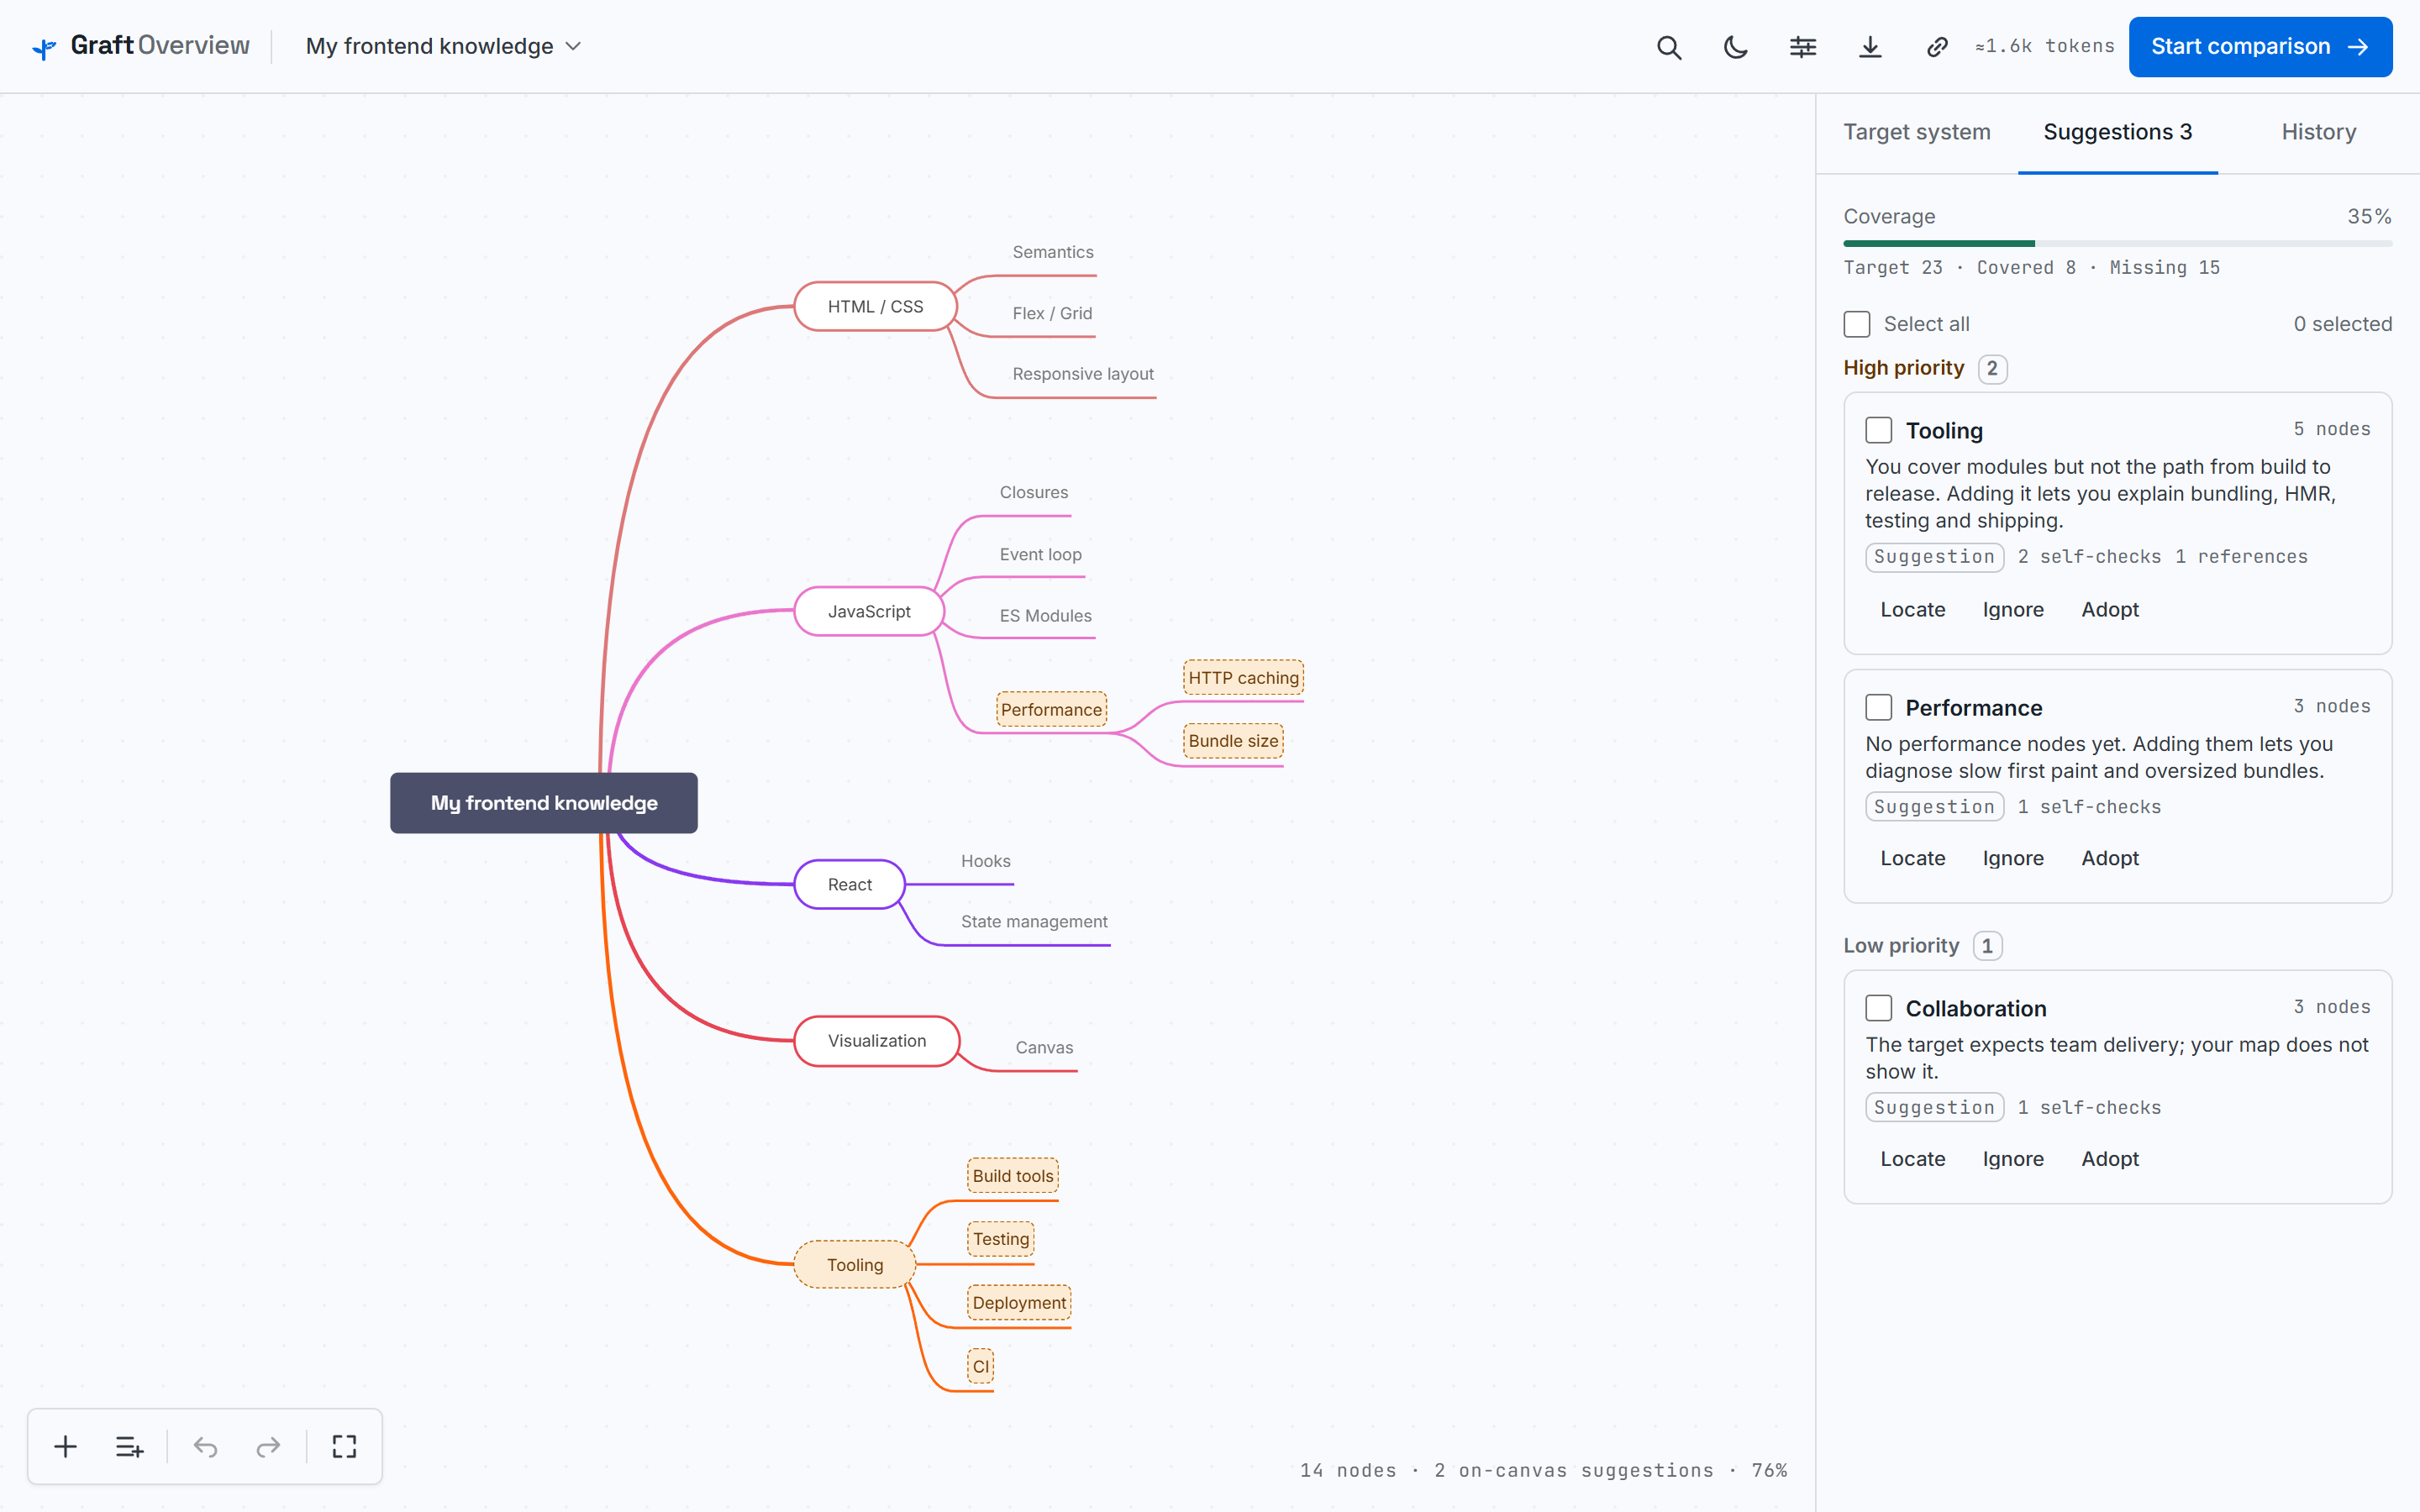 Graft Overview
My frontend knowledge
≈1.6k tokens
Start comparison
Semantics
HTML / CSS
Flex / Grid
Responsive layout
Closures
Event loop
JavaScript
ES Modules
HTTP caching
Performance
Bundle size
My frontend knowledge
Hooks
React
State management
Visualization
Canvas
Build tools
Testing
Tooling
Deployment
CI
14 nodes · 2 on-canvas suggestions · 76%
Target system
Suggestions 3
History
Coverage 35%
Target 23 · Covered 8 · Missing 15
Select all 0 selected
High priority 2
Tooling 5 nodes
You cover modules but not the path from build to
release. Adding it lets you explain bundling, HMR,
testing and shipping.
Suggestion 2 self-checks 1 references
Locate Ignore Adopt
Performance 3 nodes
No performance nodes yet. Adding them lets you
diagnose slow first paint and oversized bundles.
Suggestion 1 self-checks
Locate Ignore Adopt
Low priority 1
Collaboration 3 nodes
The target expects team delivery; your map does not
show it.
Suggestion 1 self-checks
Locate Ignore Adopt